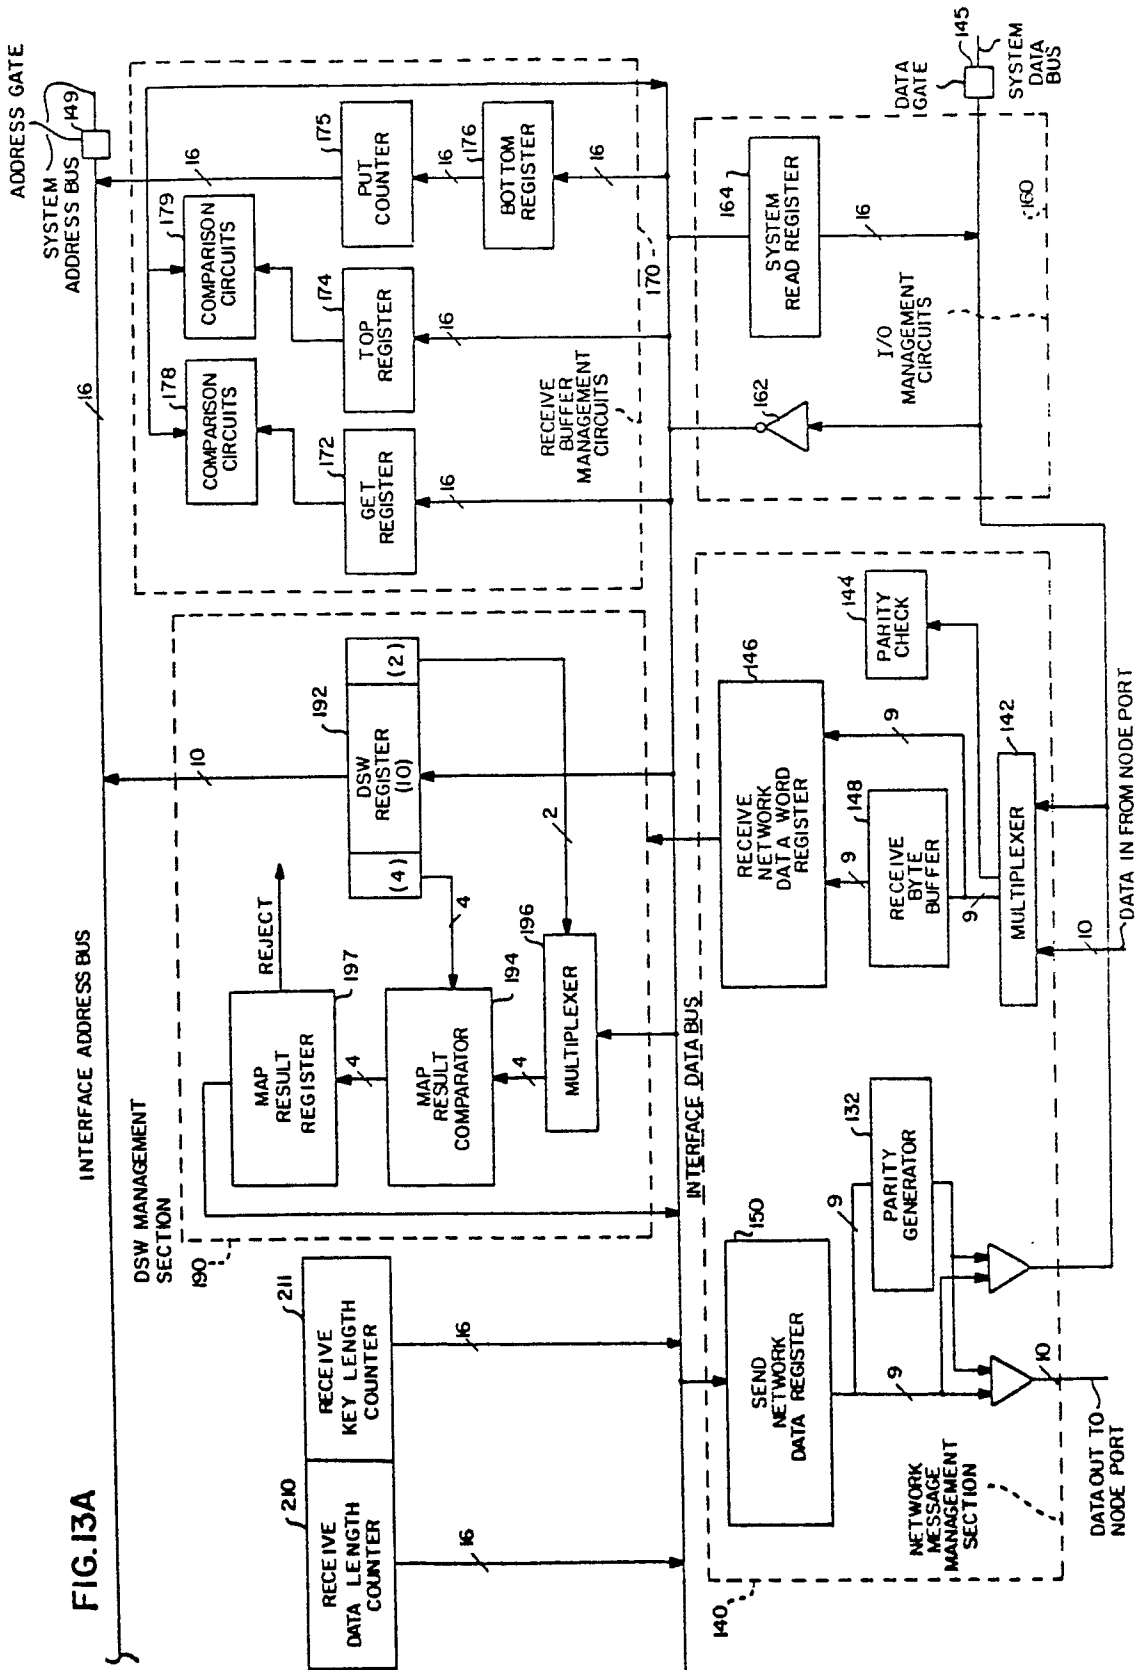 FIG.13A
INTERFACE ADDRESS BUS
16
SYSTEM
ADDRESS BUS
149
ADDRESS GATE
210
211
RECEIVE
DATA LENGTH
COUNTER
RECEIVE
KEY LENGTH
COUNTER
16
16
DSW MANAGEMENT
SECTION
190
MAP
RESULT
REGISTER
197
REJECT
4
MAP
RESULT
COMPARATOR
194
4
MULTIPLEXER
196
4
2
(4)
DSW
REGISTER
(10)
(2)
192
10
COMPARISON
CIRCUITS
178
COMPARISON
CIRCUITS
179
GET
REGISTER
172
TOP
REGISTER
174
PUT
COUNTER
175
BOTTOM
REGISTER
176
16
16
16
16
16
RECEIVE
BUFFER
MANAGEMENT
CIRCUITS
170
INTERFACE DATA BUS
SEND
NETWORK
DATA REGISTER
150
9
9
PARITY
GENERATOR
132
10
DATA OUT TO
NODE PORT
NETWORK
MESSAGE
MANAGEMENT
SECTION
140
RECEIVE
NETWORK
DATA WORD
REGISTER
146
9
9
RECEIVE
BYTE
BUFFER
148
9
PARITY
CHECK
144
MULTIPLEXER
142
10
DATA IN FROM NODE PORT
162
SYSTEM
READ REGISTER
164
16
I/O
MANAGEMENT
CIRCUITS
160
DATA
GATE
145
SYSTEM
DATA
BUS